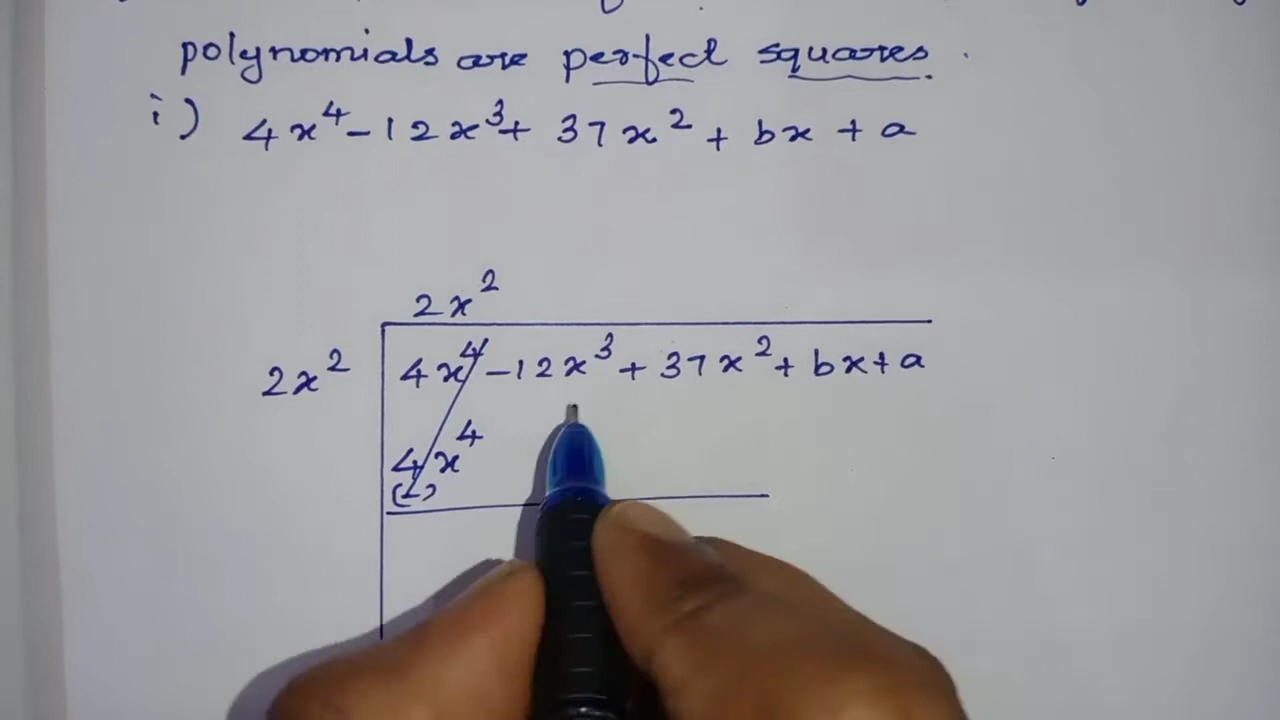 polynomials are perfect squares.
i) 4x⁴ - 12x³ + 37x² + bx + a
2x²
2x² 4x⁴ - 12x³ + 37x² + bx + a
4x⁴
(-)